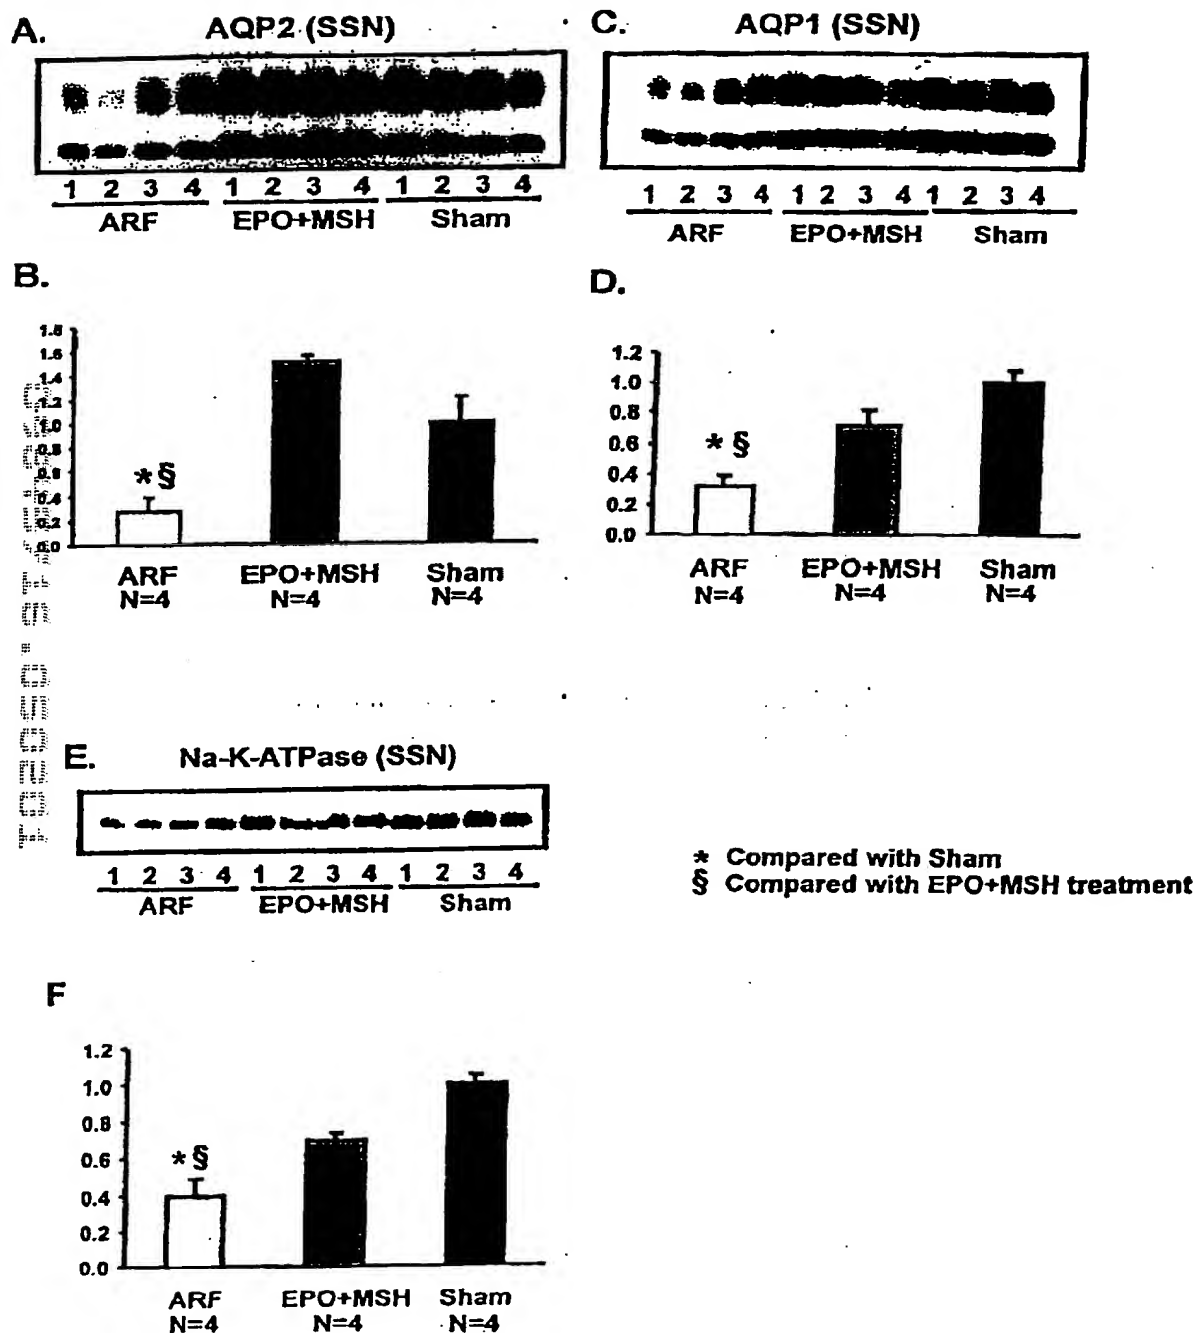 A. AQP2 (SSN)
1 2 3 4 1 2 3 4 1 2 3 4
ARF EPO+MSH Sham
C. AQP1 (SSN)
1 2 3 4 1 2 3 4 1 2 3 4
ARF EPO+MSH Sham
B.
1.6
1.4
1.0
0.4
* §
ARF EPO+MSH Sham
N=4 N=4 N=4
D.
1.2
1.0
0.8
0.6
0.4
0.2
0.0
* §
ARF EPO+MSH Sham
N=4 N=4 N=4
E. Na-K-ATPase (SSN)
1 2 3 4 1 2 3 4 1 2 3 4
ARF EPO+MSH Sham
* Compared with Sham
§ Compared with EPO+MSH treatment
F
1.2
1.0
0.8
0.6
0.4
0.2
0.0
* §
ARF EPO+MSH Sham
N=4 N=4 N=4